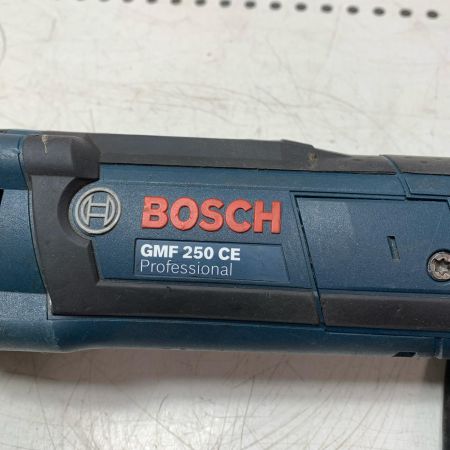 BOSCH
GMF 250 CE
Professional